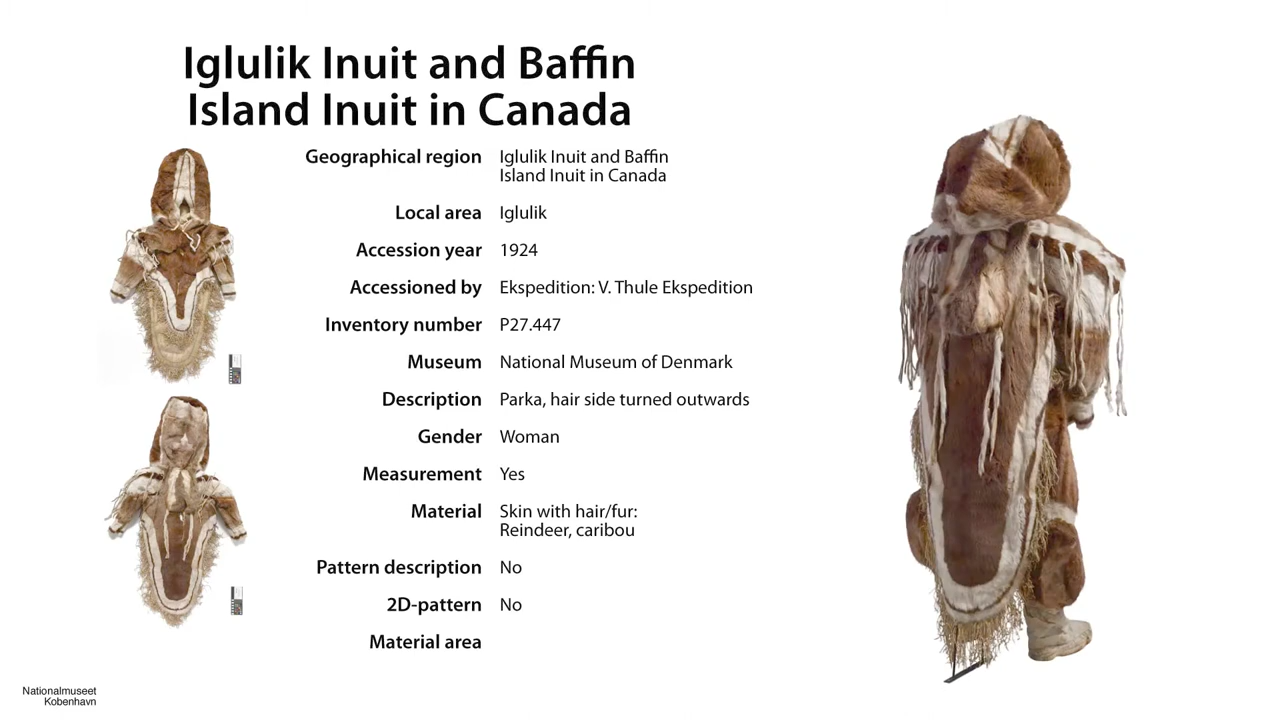 Iglulik Inuit and Baffin
Island Inuit in Canada
Geographical region Iglulik Inuit and Baffin
Island Inuit in Canada
Local area Iglulik
Accession year 1924
Accessioned by Ekspedition: V. Thule Ekspedition
Inventory number P27.447
Museum National Museum of Denmark
Description Parka, hair side turned outwards
Gender Woman
Measurement Yes
Material Skin with hair/fur:
Reindeer, caribou
Pattern description No
2D-pattern No
Material area
Nationalmuseet
Kobenhavn